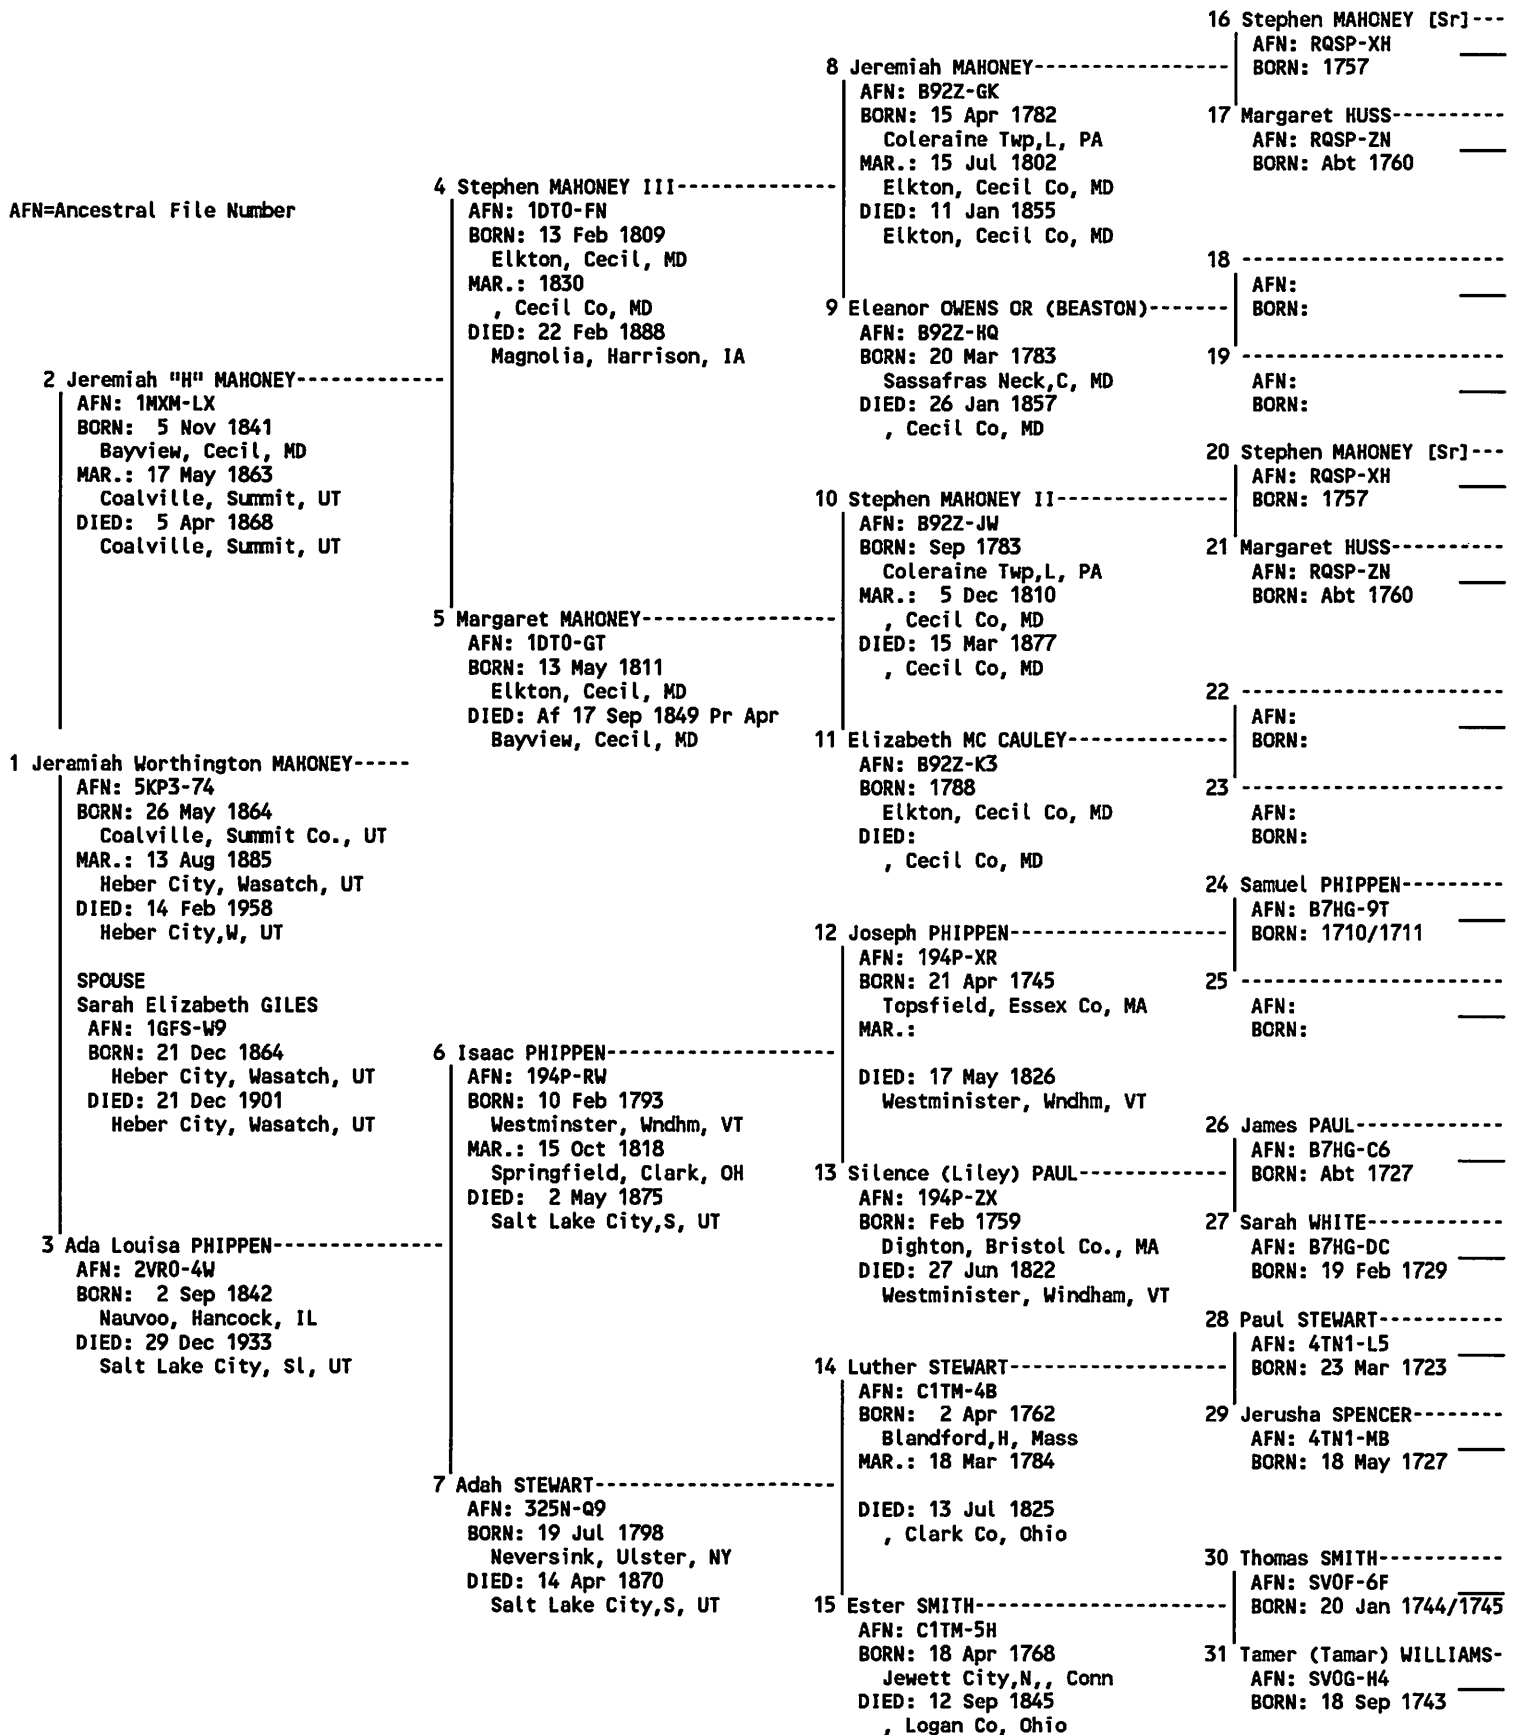 AFN=Ancestral File Number
1 Jeramiah Worthington MAHONEY-----
AFN: 5KP3-74
BORN: 26 May 1864
Coalville, Summit Co., UT
MAR.: 13 Aug 1885
Heber City, Wasatch, UT
DIED: 14 Feb 1958
Heber City,W, UT
SPOUSE
Sarah Elizabeth GILES
AFN: 1GFS-W9
BORN: 21 Dec 1864
Heber City, Wasatch, UT
DIED: 21 Dec 1901
Heber City, Wasatch, UT
2 Jeremiah "H" MAHONEY-------------
AFN: 1MXM-LX
BORN:  5 Nov 1841
Bayview, Cecil, MD
MAR.: 17 May 1863
Coalville, Summit, UT
DIED:  5 Apr 1868
Coalville, Summit, UT
3 Ada Louisa PHIPPEN---------------
AFN: 2VR0-4W
BORN:  2 Sep 1842
Nauvoo, Hancock, IL
DIED: 29 Dec 1933
Salt Lake City, Sl, UT
4 Stephen MAHONEY III--------------
AFN: 1DT0-FN
BORN: 13 Feb 1809
Elkton, Cecil, MD
MAR.: 1830
, Cecil Co, MD
DIED: 22 Feb 1888
Magnolia, Harrison, IA
5 Margaret MAHONEY-----------------
AFN: 1DT0-GT
BORN: 13 May 1811
Elkton, Cecil, MD
DIED: Af 17 Sep 1849 Pr Apr
Bayview, Cecil, MD
6 Isaac PHIPPEN--------------------
AFN: 194P-RW
BORN: 10 Feb 1793
Westminster, Wndhm, VT
MAR.: 15 Oct 1818
Springfield, Clark, OH
DIED:  2 May 1875
Salt Lake City,S, UT
7 Adah STEWART---------------------
AFN: 325N-Q9
BORN: 19 Jul 1798
Neversink, Ulster, NY
DIED: 14 Apr 1870
Salt Lake City,S, UT
8 Jeremiah MAHONEY-----------------
AFN: B92Z-GK
BORN: 15 Apr 1782
Coleraine Twp,L, PA
MAR.: 15 Jul 1802
Elkton, Cecil Co, MD
DIED: 11 Jan 1855
Elkton, Cecil Co, MD
9 Eleanor OWENS OR (BEASTON)-------
AFN: B92Z-HQ
BORN: 20 Mar 1783
Sassafras Neck,C, MD
DIED: 26 Jan 1857
, Cecil Co, MD
10 Stephen MAHONEY II---------------
AFN: B92Z-JW
BORN: Sep 1783
Coleraine Twp,L, PA
MAR.:  5 Dec 1810
, Cecil Co, MD
DIED: 15 Mar 1877
, Cecil Co, MD
11 Elizabeth MC CAULEY--------------
AFN: B92Z-K3
BORN: 1788
Elkton, Cecil Co, MD
DIED:
, Cecil Co, MD
12 Joseph PHIPPEN-------------------
AFN: 194P-XR
BORN: 21 Apr 1745
Topsfield, Essex Co, MA
MAR.:
DIED: 17 May 1826
Westminister, Wndhm, VT
13 Silence (Liley) PAUL-------------
AFN: 194P-ZX
BORN: Feb 1759
Dighton, Bristol Co., MA
DIED: 27 Jun 1822
Westminister, Windham, VT
14 Luther STEWART-------------------
AFN: C1TM-4B
BORN:  2 Apr 1762
Blandford,H, Mass
MAR.: 18 Mar 1784
DIED: 13 Jul 1825
, Clark Co, Ohio
15 Ester SMITH----------------------
AFN: C1TM-5H
BORN: 18 Apr 1768
Jewett City,N,, Conn
DIED: 12 Sep 1845
, Logan Co, Ohio
16 Stephen MAHONEY [Sr]---
AFN: RQSP-XH
BORN: 1757
17 Margaret HUSS----------
AFN: RQSP-ZN
BORN: Abt 1760
18 -----------------------
AFN:
BORN:
19 -----------------------
AFN:
BORN:
20 Stephen MAHONEY [Sr]---
AFN: RQSP-XH
BORN: 1757
21 Margaret HUSS----------
AFN: RQSP-ZN
BORN: Abt 1760
22 -----------------------
AFN:
BORN:
23 -----------------------
AFN:
BORN:
24 Samuel PHIPPEN---------
AFN: B7HG-9T
BORN: 1710/1711
25 -----------------------
AFN:
BORN:
26 James PAUL-------------
AFN: B7HG-C6
BORN: Abt 1727
27 Sarah WHITE------------
AFN: B7HG-DC
BORN: 19 Feb 1729
28 Paul STEWART-----------
AFN: 4TN1-L5
BORN: 23 Mar 1723
29 Jerusha SPENCER--------
AFN: 4TN1-MB
BORN: 18 May 1727
30 Thomas SMITH-----------
AFN: SV0F-6F
BORN: 20 Jan 1744/1745
31 Tamer (Tamar) WILLIAMS-
AFN: SV0G-H4
BORN: 18 Sep 1743